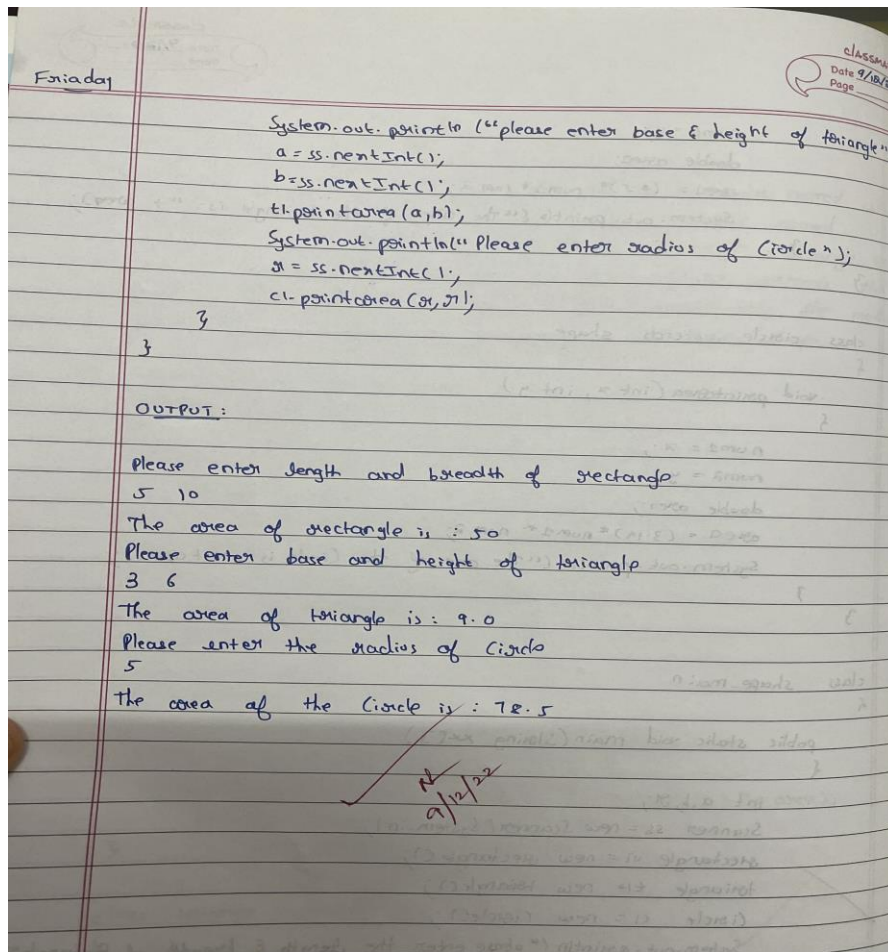 classma
Date 9/12/
Page
Friaday
System.out.println ("please enter base & height of triangle"
a = ss.nextInt();
b = ss.nextInt();
t1.printarea (a,b);
System.out.println(" Please enter radius of Circle");
r = ss.nextInt();
c1.printarea (r,r);
}
}
OUTPUT :
Please enter length and breadth of rectangle
5 10
The area of rectangle is : 50
Please enter base and height of triangle
3 6
The area of triangle is : 9.0
Please enter the radius of Circle
5
The area of the Circle is : 78.5
9/12/22